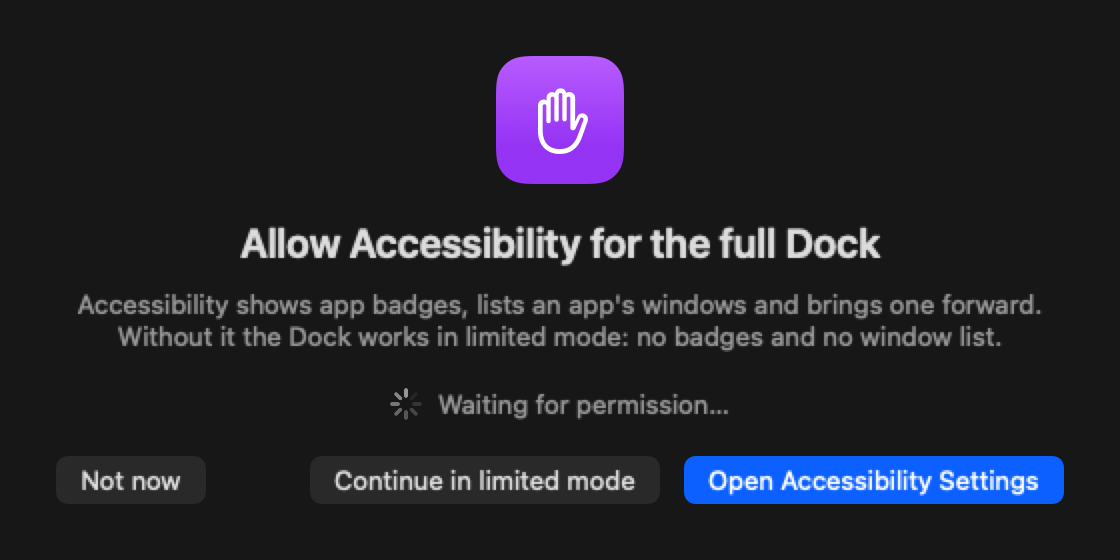 Allow Accessibility for the full Dock
Accessibility shows app badges, lists an app's windows and brings one forward.
Without it the Dock works in limited mode: no badges and no window list.
Waiting for permission...
Not now
Continue in limited mode
Open Accessibility Settings